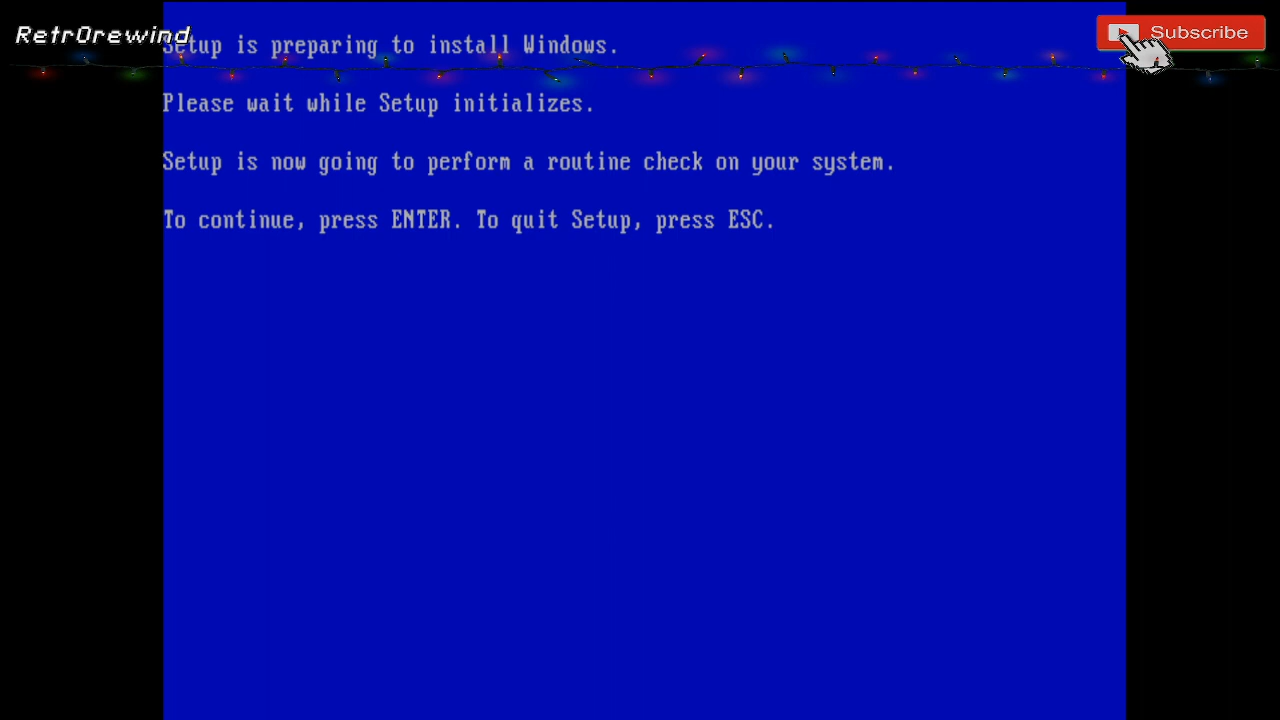 Retr0rewind
Subscribe
Setup is preparing to install Windows.
Please wait while Setup initializes.
Setup is now going to perform a routine check on your system.
To continue, press ENTER. To quit Setup, press ESC.